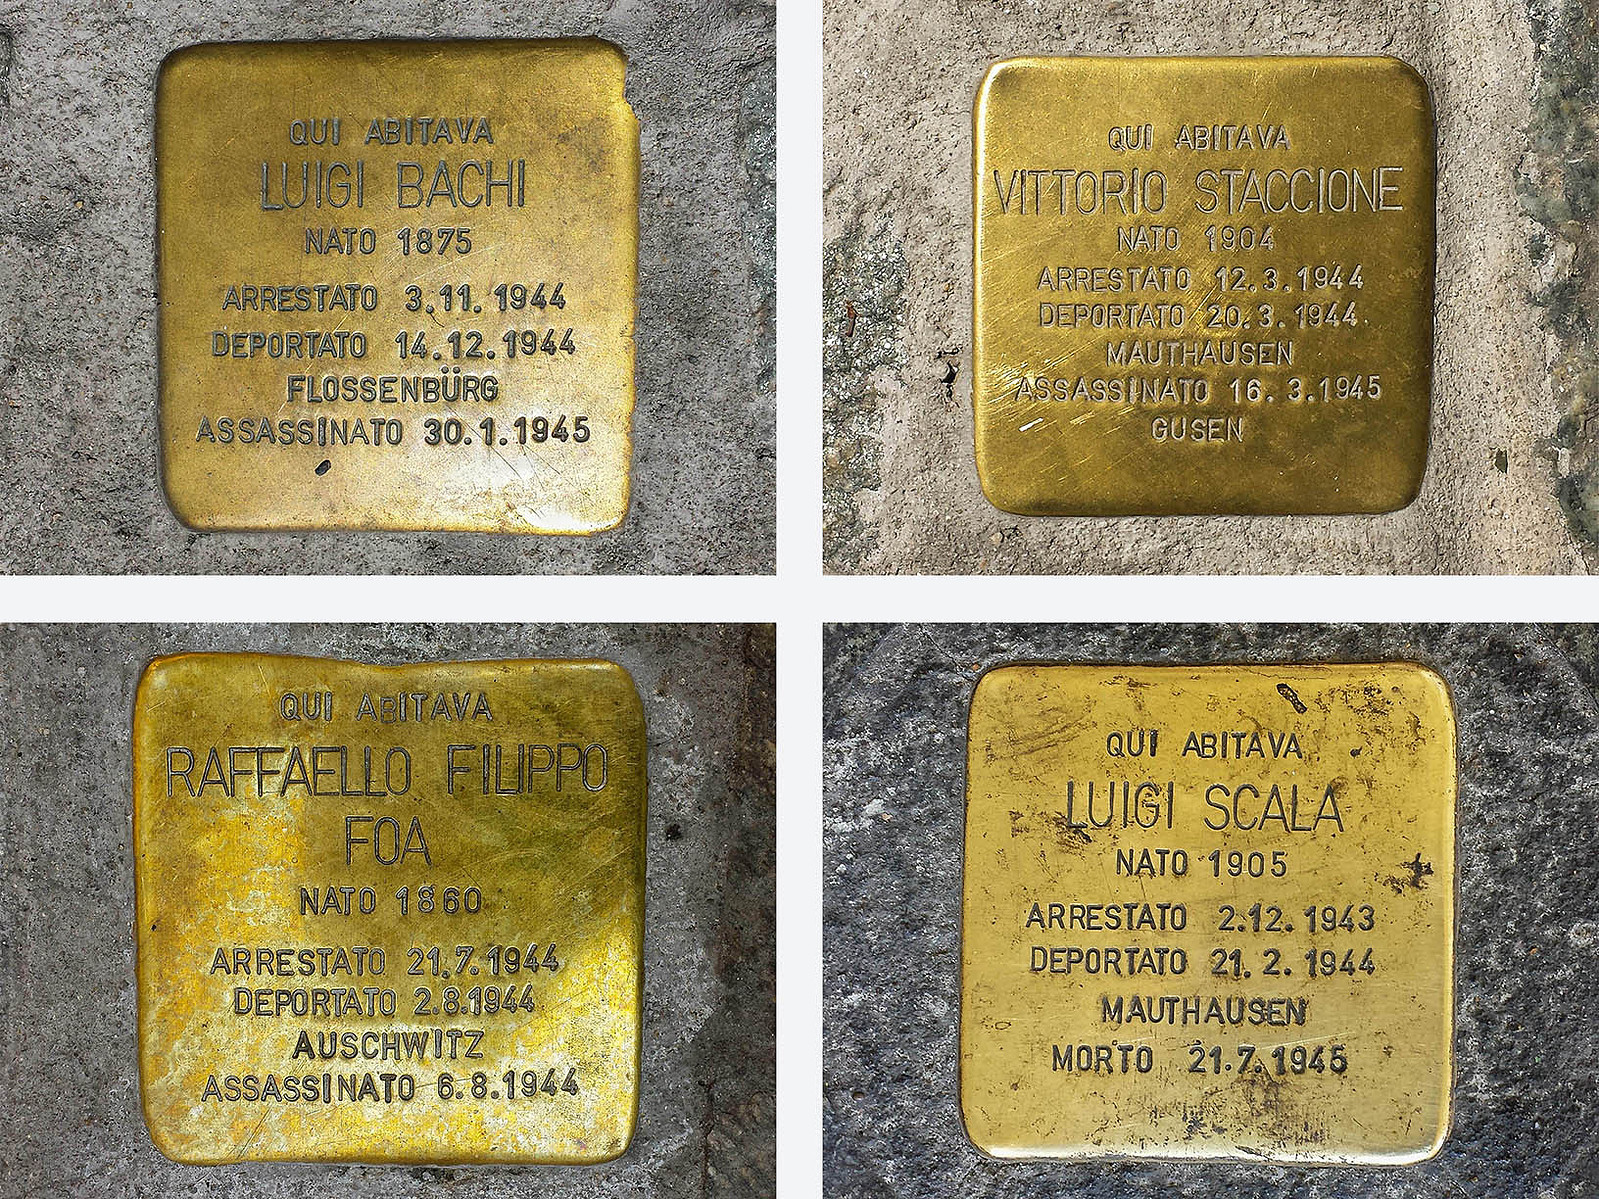 QUI ABITAVA
LUIGI BACHI
NATO 1875
ARRESTATO 3.11.1944
DEPORTATO 14.12.1944
FLOSSENBÜRG
ASSASSINATO 30.1.1945
QUI ABITAVA
VITTORIO STACCIONE
NATO 1904
ARRESTATO 12.3.1944
DEPORTATO 20.3.1944
MAUTHAUSEN
ASSASSINATO 16.3.1945
GUSEN
QUI ABITAVA
RAFFAELLO FILIPPO
FOA
NATO 1860
ARRESTATO 21.7.1944
DEPORTATO 2.8.1944
AUSCHWITZ
ASSASSINATO 6.8.1944
QUI ABITAVA
LUIGI SCALA
NATO 1905
ARRESTATO 2.12.1943
DEPORTATO 21.2.1944
MAUTHAUSEN
MORTO 21.7.1945